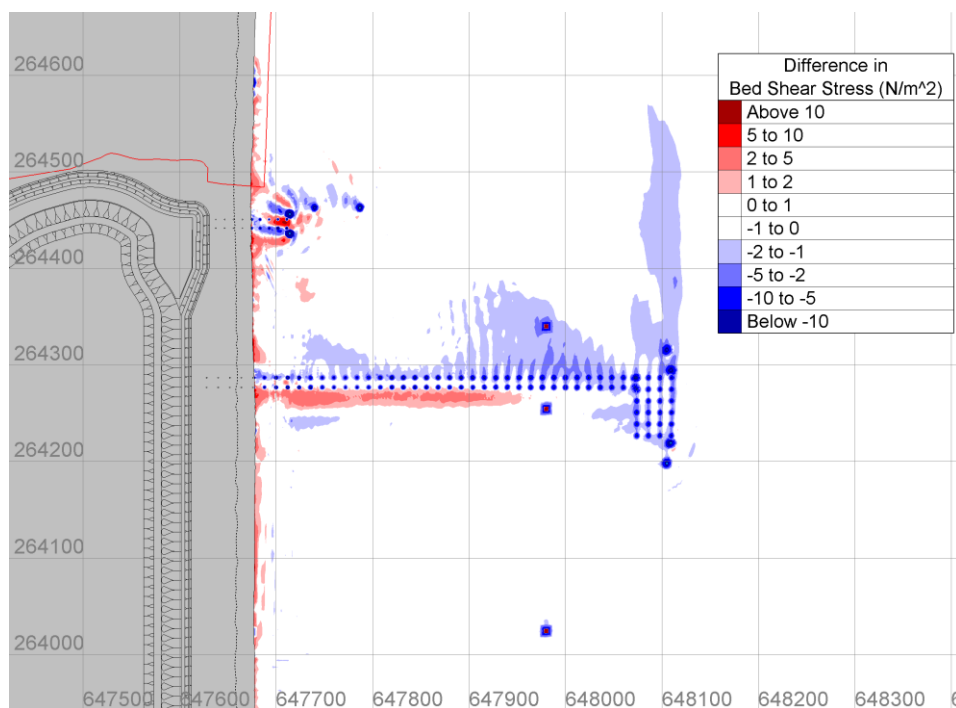 264600
264500
264400
264300
264200
264100
264000
647500 647600 647700 647800 647900 648000 648100 648200 648300 6
Difference in
Bed Shear Stress (N/m^2)
Above 10
5 to 10
2 to 5
1 to 2
0 to 1
-1 to 0
-2 to -1
-5 to -2
-10 to -5
Below -10